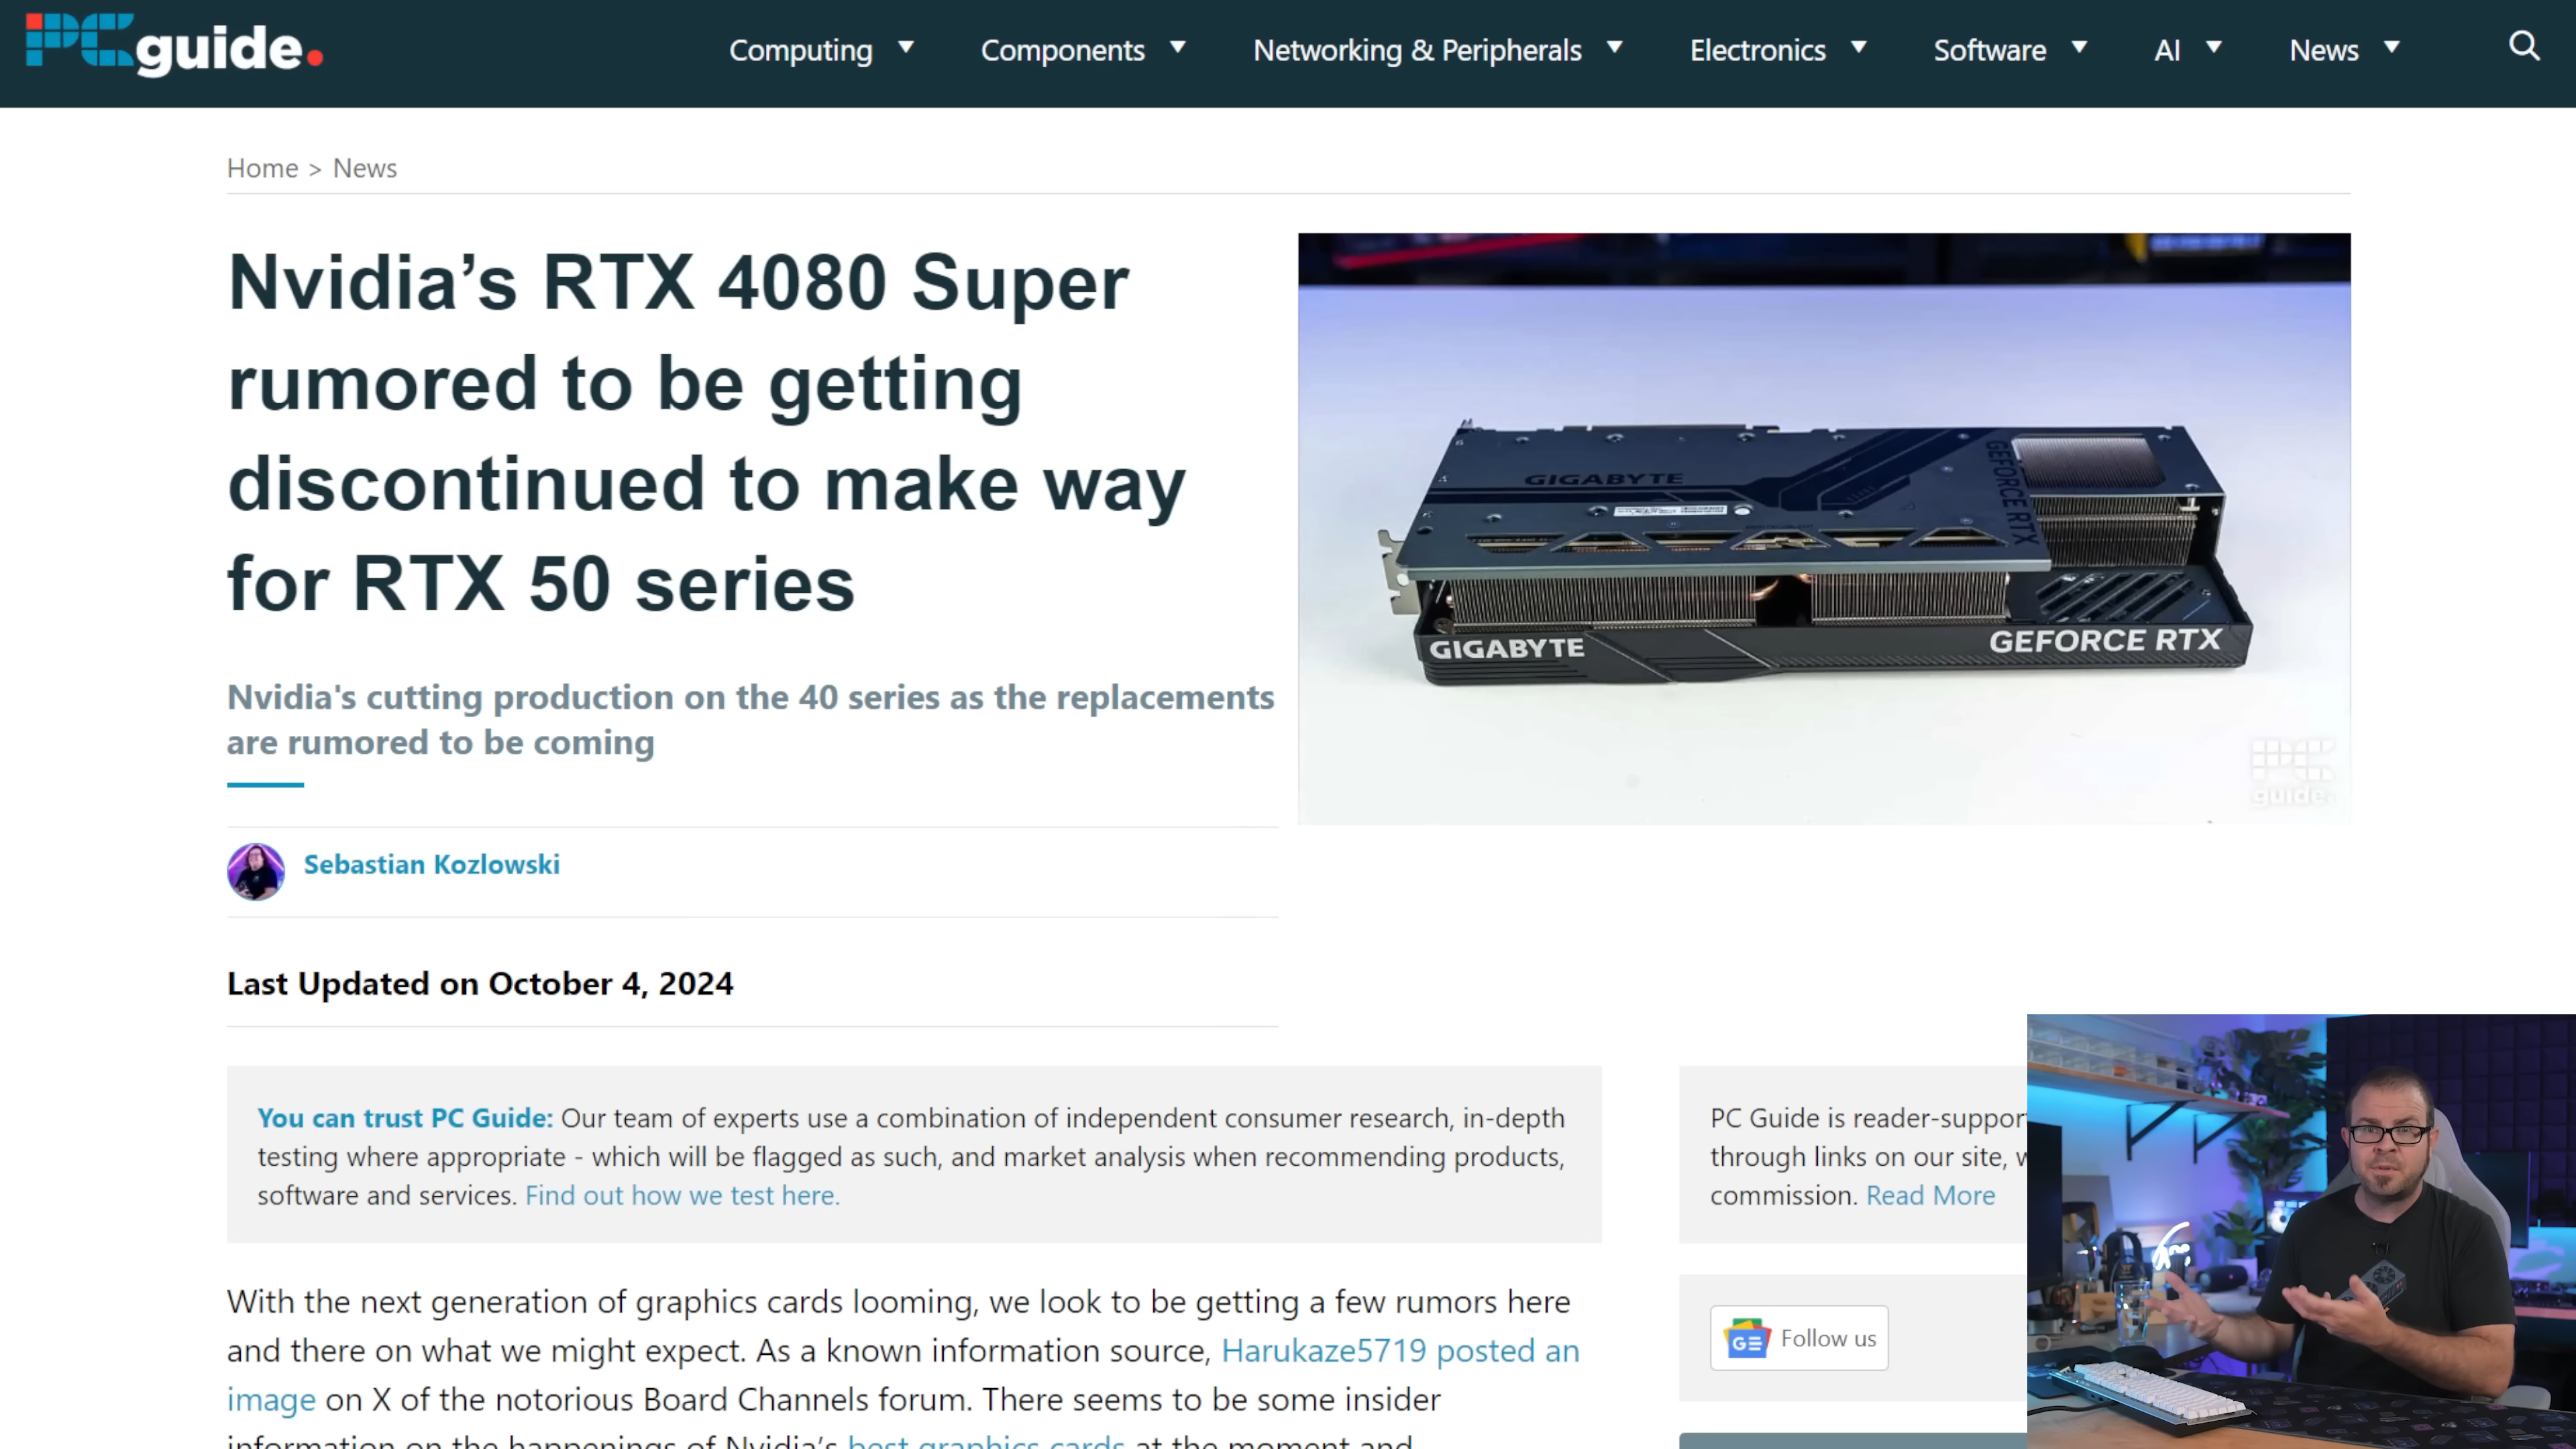 PCguide.
Computing
Components
Networking & Peripherals
Electronics
Software
AI
News
Home > News
Nvidia’s RTX 4080 Super
rumored to be getting
discontinued to make way
for RTX 50 series
Nvidia's cutting production on the 40 series as the replacements
are rumored to be coming
GIGABYTE
GEFORCE RTX
GIGABYTE
GEFORCE RTX
PC
guide.
Sebastian Kozlowski
Last Updated on October 4, 2024
You can trust PC Guide: Our team of experts use a combination of independent consumer research, in-depth
testing where appropriate - which will be flagged as such, and market analysis when recommending products,
software and services. Find out how we test here.
PC Guide is reader-suppor
through links on our site, w
commission. Read More
With the next generation of graphics cards looming, we look to be getting a few rumors here
and there on what we might expect. As a known information source, Harukaze5719 posted an
image on X of the notorious Board Channels forum. There seems to be some insider
information on the happenings of Nvidia’s best graphics cards at the moment and
GE Follow us